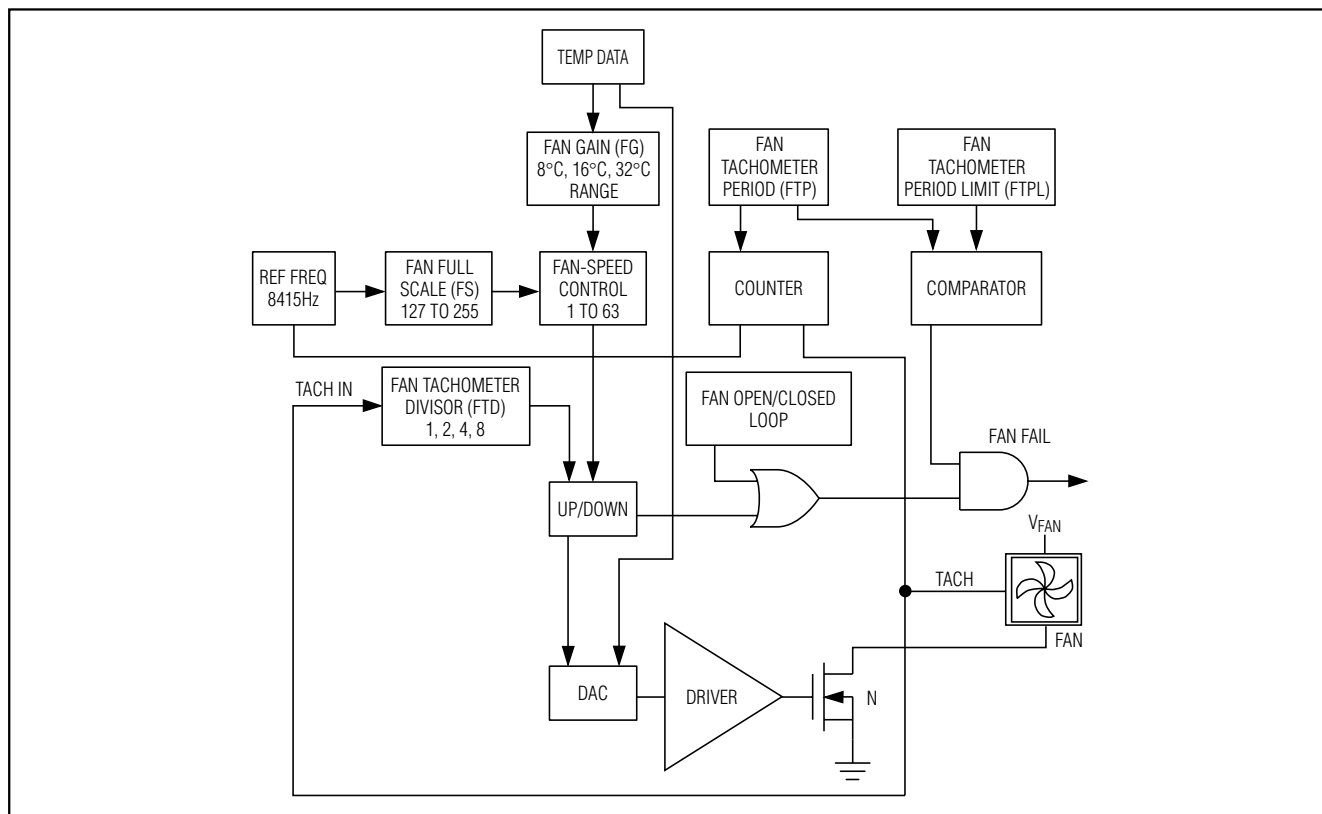 TEMP DATA
FAN GAIN (FG)
8°C, 16°C, 32°C
RANGE
FAN
TACHOMETER
PERIOD (FTP)
FAN
TACHOMETER
PERIOD LIMIT (FTPL)
REF FREQ
8415Hz
FAN FULL
SCALE (FS)
127 TO 255
FAN-SPEED
CONTROL
1 TO 63
COUNTER
COMPARATOR
TACH IN
FAN TACHOMETER
DIVISOR (FTD)
1, 2, 4, 8
FAN OPEN/CLOSED
LOOP
FAN FAIL
UP/DOWN
VFAN
TACH
FAN
DAC
DRIVER
N